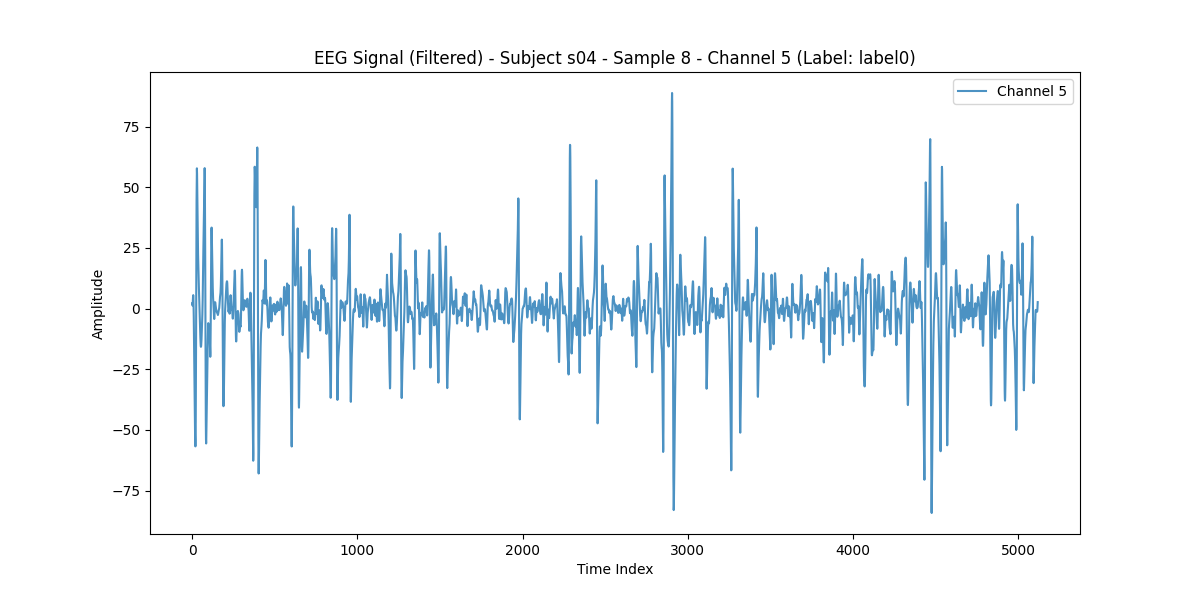 EEG Signal (Filtered) - Subject s04 - Sample 8 - Channel 5 (Label: label0)
Channel 5
75
50
25
0
−25
−50
−75
Amplitude
0 1000 2000 3000 4000 5000
Time Index